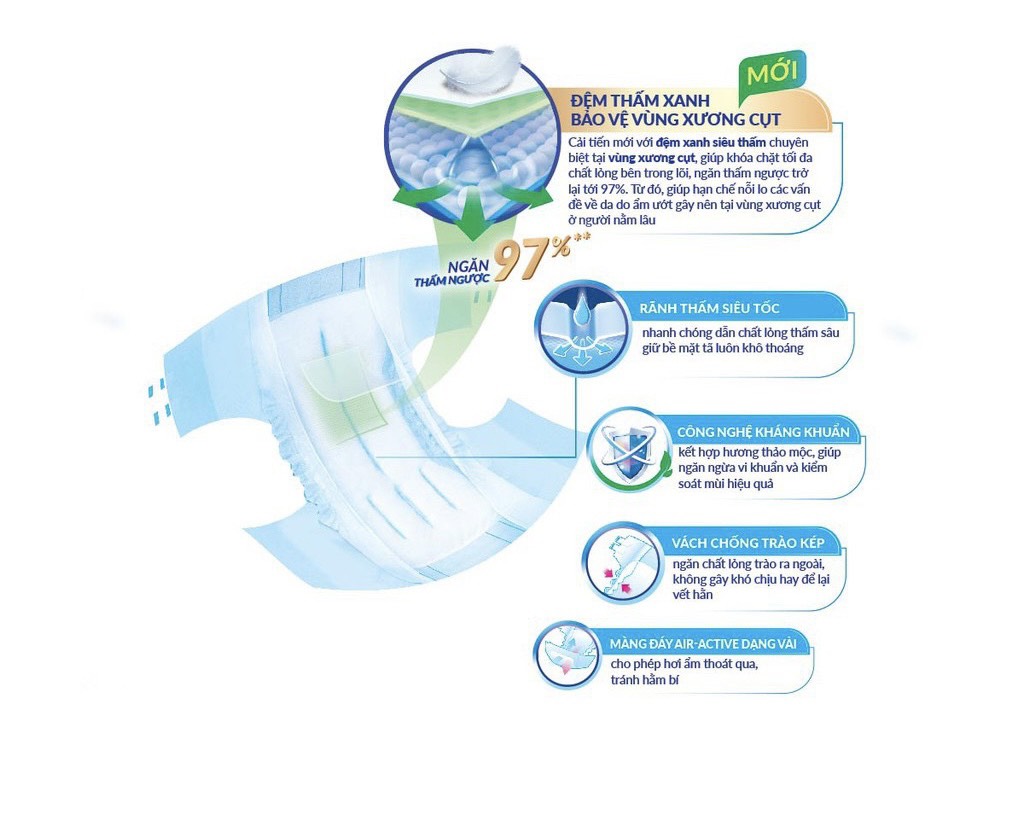 MỚI
ĐỆM THẤM XANH
BẢO VỆ VÙNG XƯƠNG CỤT
Cải tiến mới với đệm xanh siêu thấm chuyên
biệt tại vùng xương cụt, giúp khóa chặt tối đa
chất lỏng bên trong lõi, ngăn thấm ngược trở
lại tới 97%. Từ đó, giúp hạn chế nỗi lo các vấn
đề về da do ẩm ướt gây nên tại vùng xương cụt
ở người nằm lâu
NGĂN
THẤM NGƯỢC
97%**
RÃNH THẤM SIÊU TỐC
nhanh chóng dẫn chất lỏng thấm sâu
giữ bề mặt tã luôn khô thoáng
CÔNG NGHỆ KHÁNG KHUẨN
kết hợp hương thảo mộc, giúp
ngăn ngừa vi khuẩn và kiểm
soát mùi hiệu quả
VÁCH CHỐNG TRÀO KÉP
ngăn chất lỏng trào ra ngoài,
không gây khó chịu hay để lại
vết hằn
MÀNG ĐÁY AIR-ACTIVE DẠNG VẢI
cho phép hơi ẩm thoát qua,
tránh hầm bí